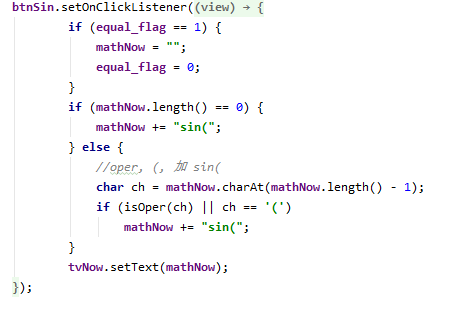 btnSin.setOnClickListener((view) → {
if (equal_flag == 1) {
mathNow = "";
equal_flag = 0;
}
if (mathNow.length() == 0) {
mathNow += "sin(";
} else {
//oper, (, 加 sin(
char ch = mathNow.charAt(mathNow.length() - 1);
if (isOper(ch) || ch == '(')
mathNow += "sin(";
}
tvNow.setText(mathNow);
});